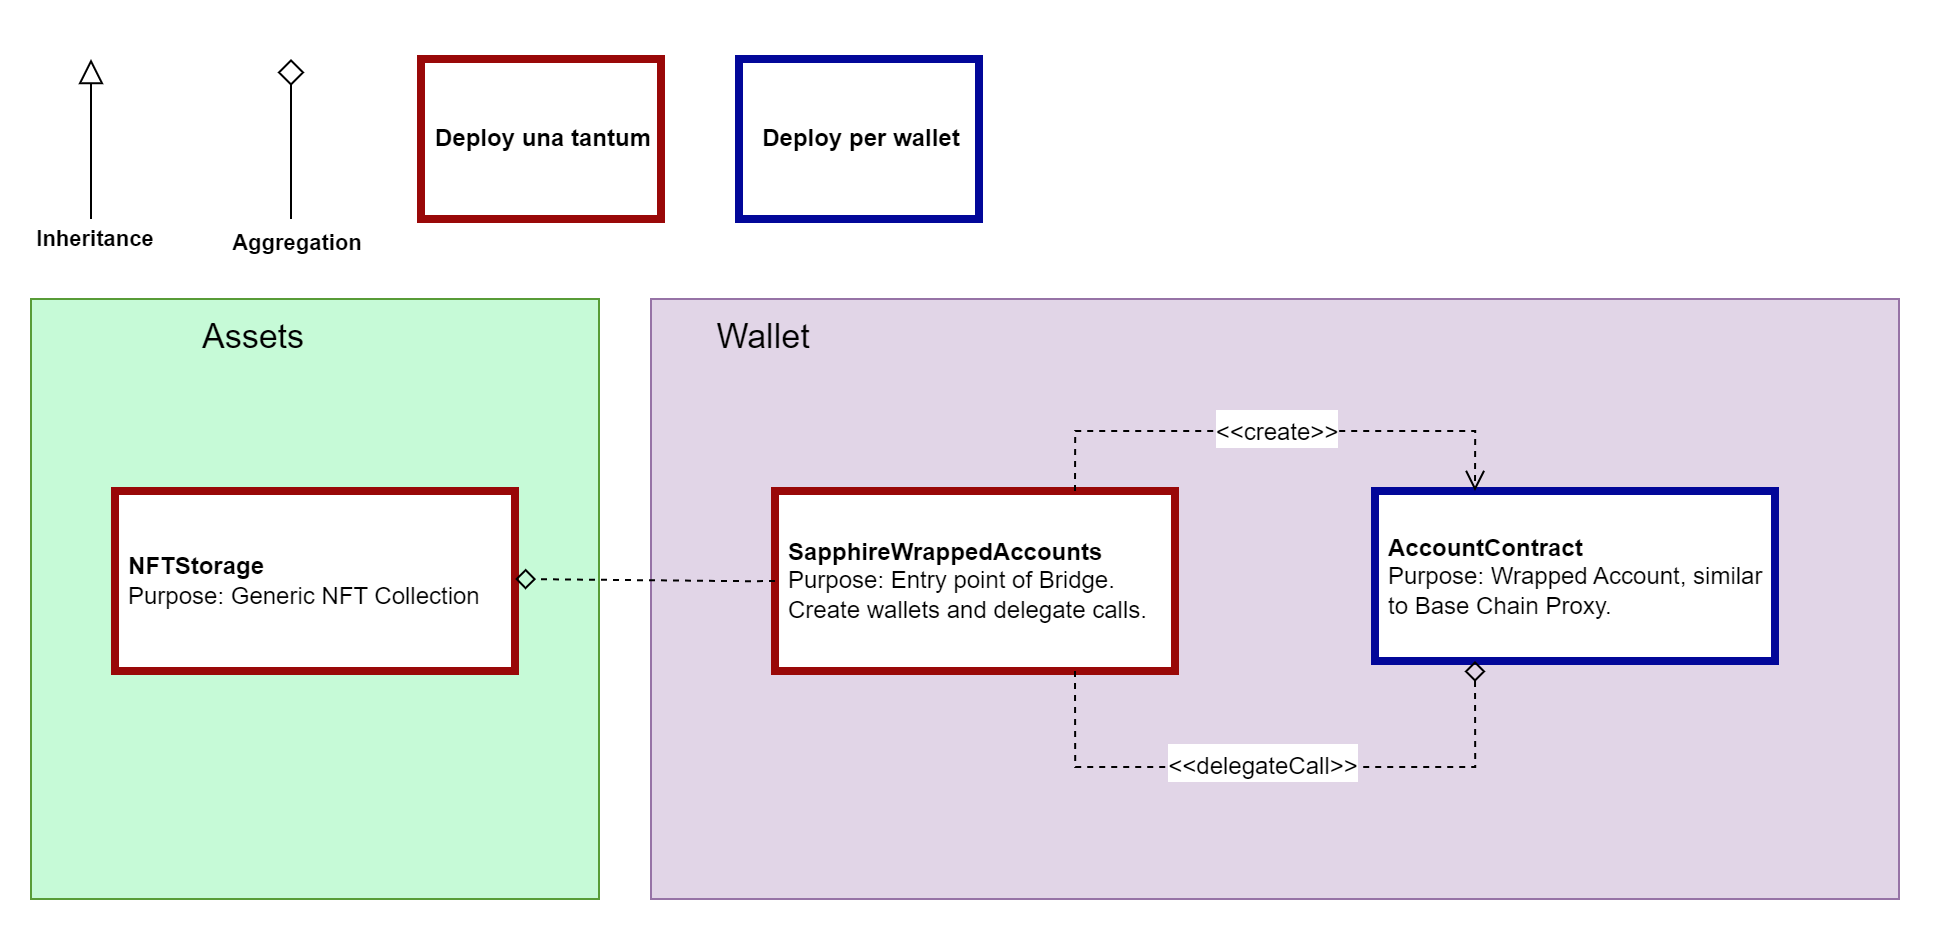 Inheritance
Aggregation
Deploy una tantum
Deploy per wallet
Assets
Wallet
NFTStorage
Purpose: Generic NFT Collection
SapphireWrappedAccounts
Purpose: Entry point of Bridge.
Create wallets and delegate calls.
<<create>>
AccountContract
Purpose: Wrapped Account, similar
to Base Chain Proxy.
<<delegateCall>>